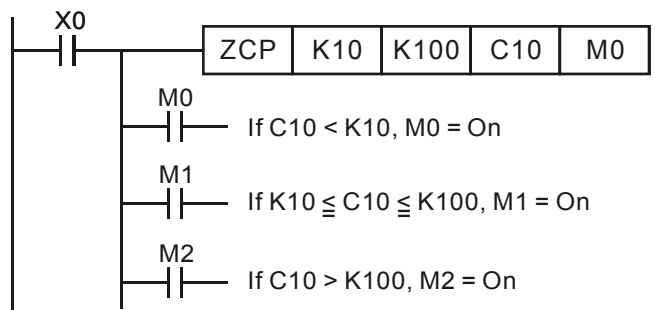 X0
ZCP K10 K100 C10 M0
M0
If C10 < K10, M0 = On
M1
If K10 ≦ C10 ≦ K100, M1 = On
M2
If C10 > K100, M2 = On